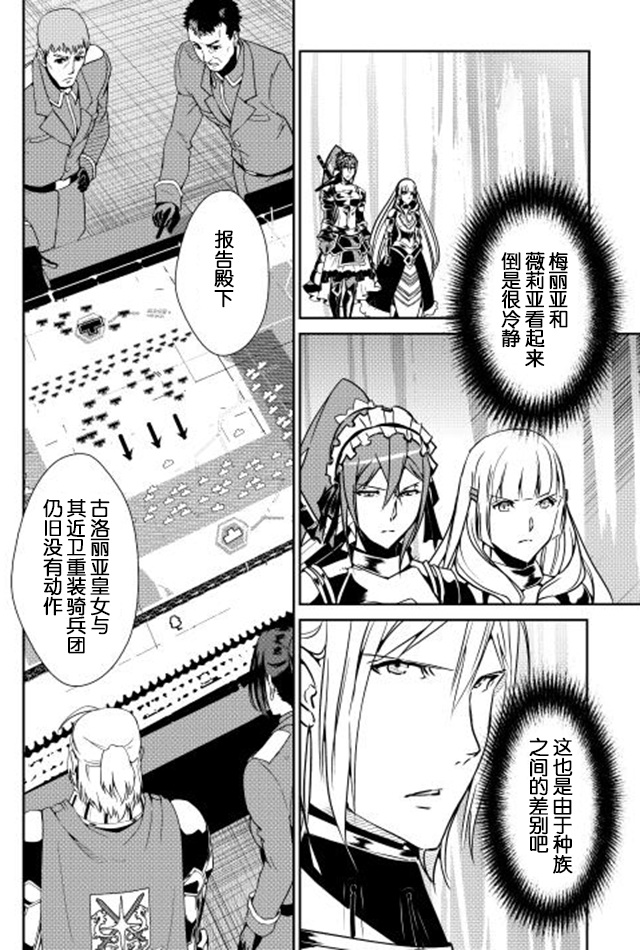 梅丽亚和
薇莉亚看起来
倒是很冷静
这也是由于种族
之间的差别吧
报告殿下
古洛丽亚皇女与
其近卫重装骑兵团
仍旧没有动作